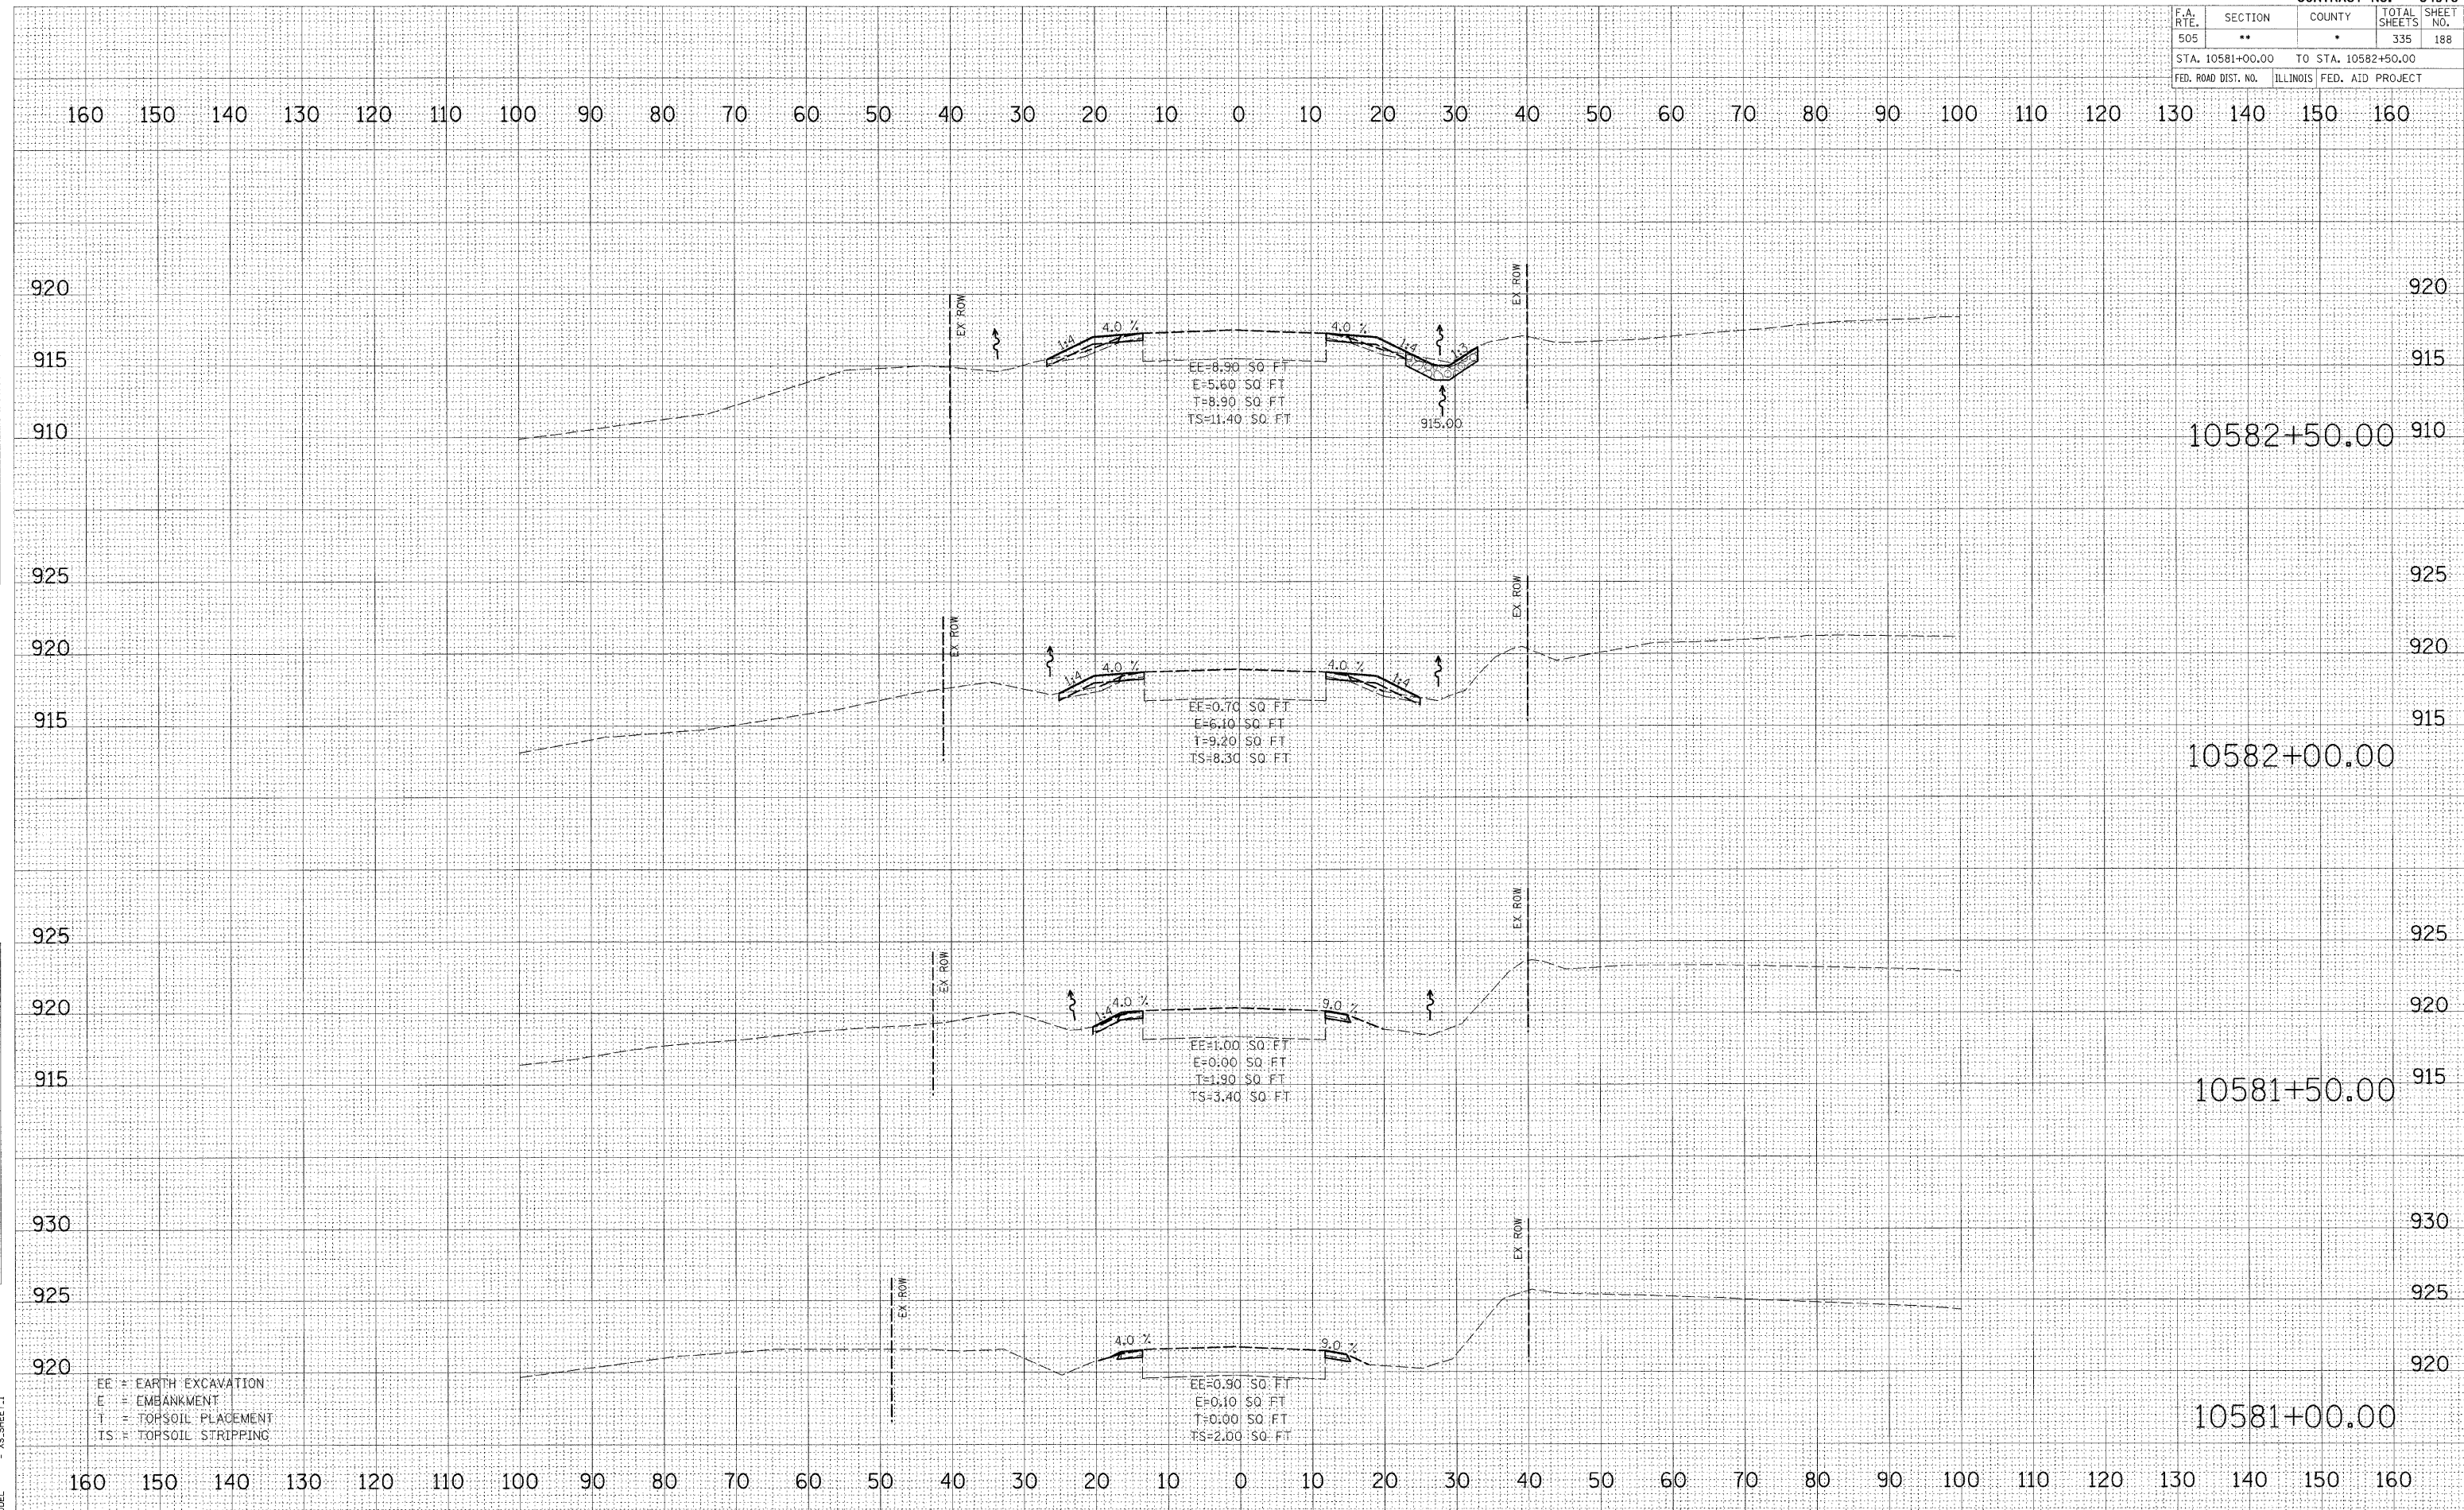 CONTRACT NO.
F.A. RTE. SECTION COUNTY TOTAL SHEETS SHEET NO.
505 ** * 335 188
STA. 10581+00.00 TO STA. 10582+50.00
FED. ROAD DIST. NO. ILLINOIS FED. AID PROJECT
160 150 140 130 120 110 100 90 80 70 60 50 40 30 20 10 0 10 20 30 40 50 60 70 80 90 100 110 120 130 140 150 160
920 EX ROW EX ROW 920
1:4 4.0 % 4.0 % 1:4 1:3
915 915
EE=8.90 SQ FT
E=5.60 SQ FT
T=8.90 SQ FT
TS=11.40 SQ FT
915.00
910 10582+50.00 910
925 925
EX ROW EX ROW
920 920
1:4 4.0 % 4.0 % 1:4
EE=0.70 SQ FT
915 915
E=6.10 SQ FT
T=9.20 SQ FT
TS=8.30 SQ FT
10582+00.00
EX ROW
925 925
EX ROW
920 920
1:4 4.0 % 9.0 %
EE=1.00 SQ FT
E=0.00 SQ FT
915 915
T=1.90 SQ FT
TS=3.40 SQ FT
10581+50.00
930 930
EX ROW
925 EX ROW 925
4.0 % 9.0 %
920 920
EE = EARTH EXCAVATION
E = EMBANKMENT
T = TOPSOIL PLACEMENT
TS = TOPSOIL STRIPPING
EE=0.90 SQ FT
E=0.10 SQ FT
T=0.00 SQ FT
TS=2.00 SQ FT
10581+00.00
160 150 140 130 120 110 100 90 80 70 60 50 40 30 20 10 0 10 20 30 40 50 60 70 80 90 100 110 120 130 140 150 160